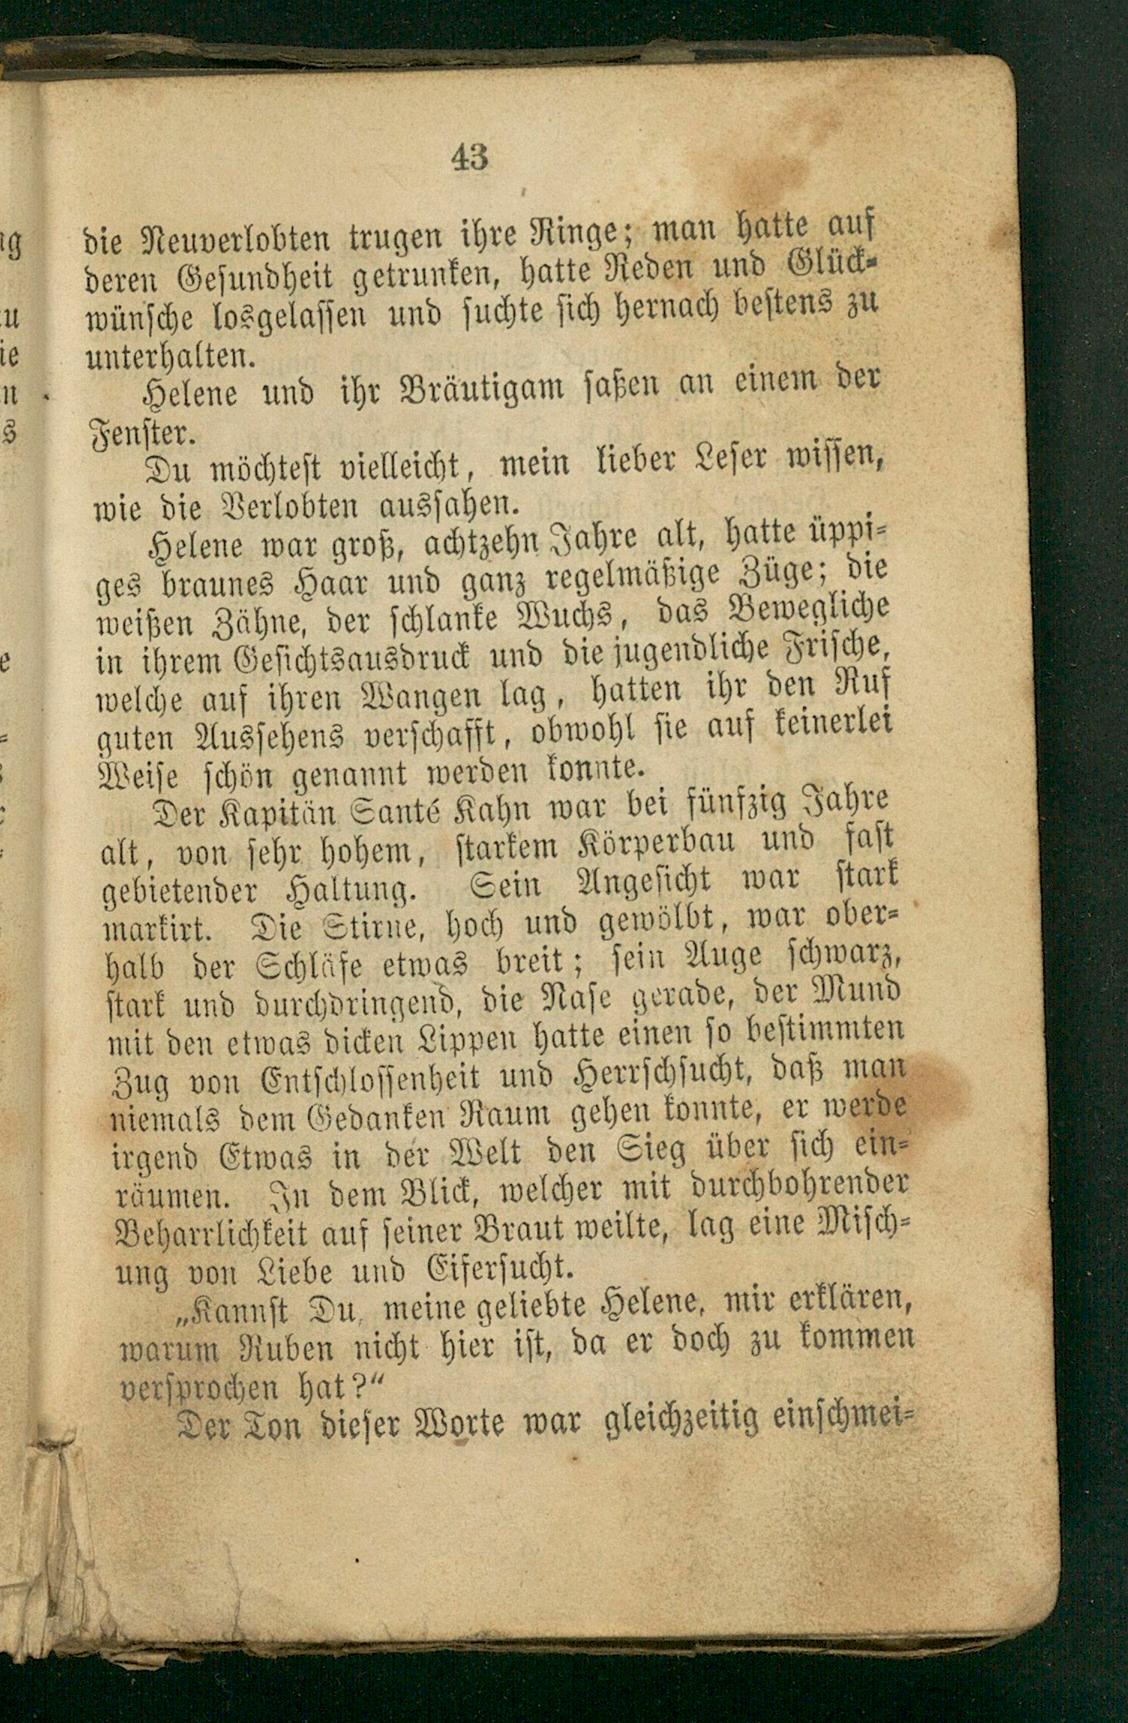 43
die Neuverlobten trugen ihre Ringe; man hatte auf
deren Gesundheit getrunken, hatte Reden und Glück-
wünsche losgelassen und suchte sich hernach bestens zu
unterhalten.
Helene und ihr Bräutigam saßen an einem der
Fenster.
Du möchtest vielleicht, mein lieber Leser wissen,
wie die Verlobten aussahen.
Helene war groß, achtzehn Jahre alt, hatte üppi-
ges braunes Haar und ganz regelmäßige Züge; die
weißen Zähne, der schlanke Wuchs, das Bewegliche
in ihrem Gesichtsausdruck und die jugendliche Frische,
welche auf ihren Wangen lag, hatten ihr den Ruf
guten Aussehens verschafft, obwohl sie auf keinerlei
Weise schön genannt werden konnte.
Der Kapitän Santé Kahn war bei fünfzig Jahre
alt, von sehr hohem, starkem Körperbau und fast
gebietender Haltung. Sein Angesicht war stark
markirt. Die Stirne, hoch und gewölbt, war ober-
halb der Schläfe etwas breit; sein Auge schwarz,
stark und durchdringend, die Nase gerade, der Mund
mit den etwas dicken Lippen hatte einen so bestimmten
Zug von Entschlossenheit und Herrschsucht, daß man
niemals dem Gedanken Raum gehen konnte, er werde
irgend Etwas in der Welt den Sieg über sich ein-
räumen. In dem Blick, welcher mit durchbohrender
Beharrlichkeit auf seiner Braut weilte, lag eine Misch-
ung von Liebe und Eifersucht.
„Kannst Du, meine geliebte Helene, mir erklären,
warum Ruben nicht hier ist, da er doch zu kommen
versprochen hat?“
Der Ton dieser Worte war gleichzeitig einschmei-